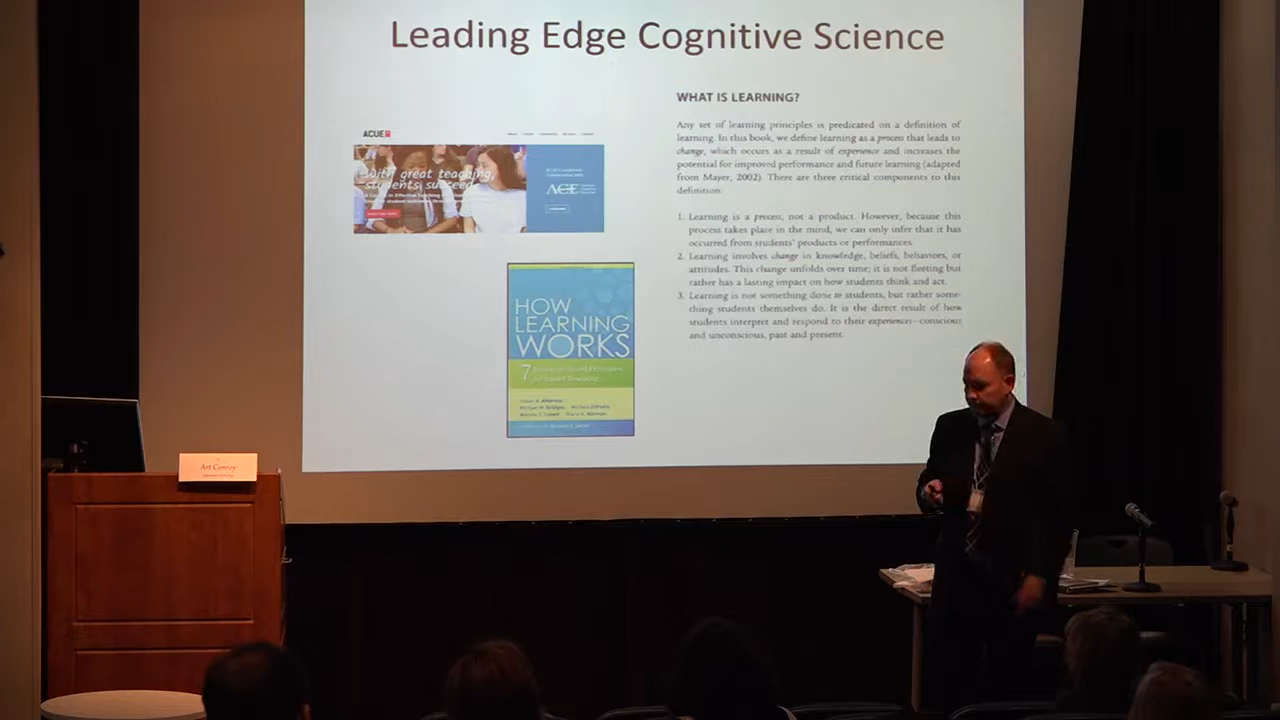 Leading Edge Cognitive Science
ACUE
With great teaching,
students succeed.
ACE
HOW
LEARNING
WORKS
7
WHAT IS LEARNING?
Any set of learning principles is predicated on a definition of
learning. In this book, we define learning as a process that leads to
change, which occurs as a result of experience and increases the
potential for improved performance and future learning (adapted
from Mayer, 2002). There are three critical components to this
definition:
1. Learning is a process, not a product. However, because this
process takes place in the mind, we can only infer that it has
occurred from students' products or performances.
2. Learning involves change in knowledge, beliefs, behaviors, or
attitudes. This change unfolds over time; it is not fleeting but
rather has a lasting impact on how students think and act.
3. Learning is not something done to students, but rather some-
thing students themselves do. It is the direct result of how
students interpret and respond to their experiences—conscious
and unconscious, past and present.
Art Conroy